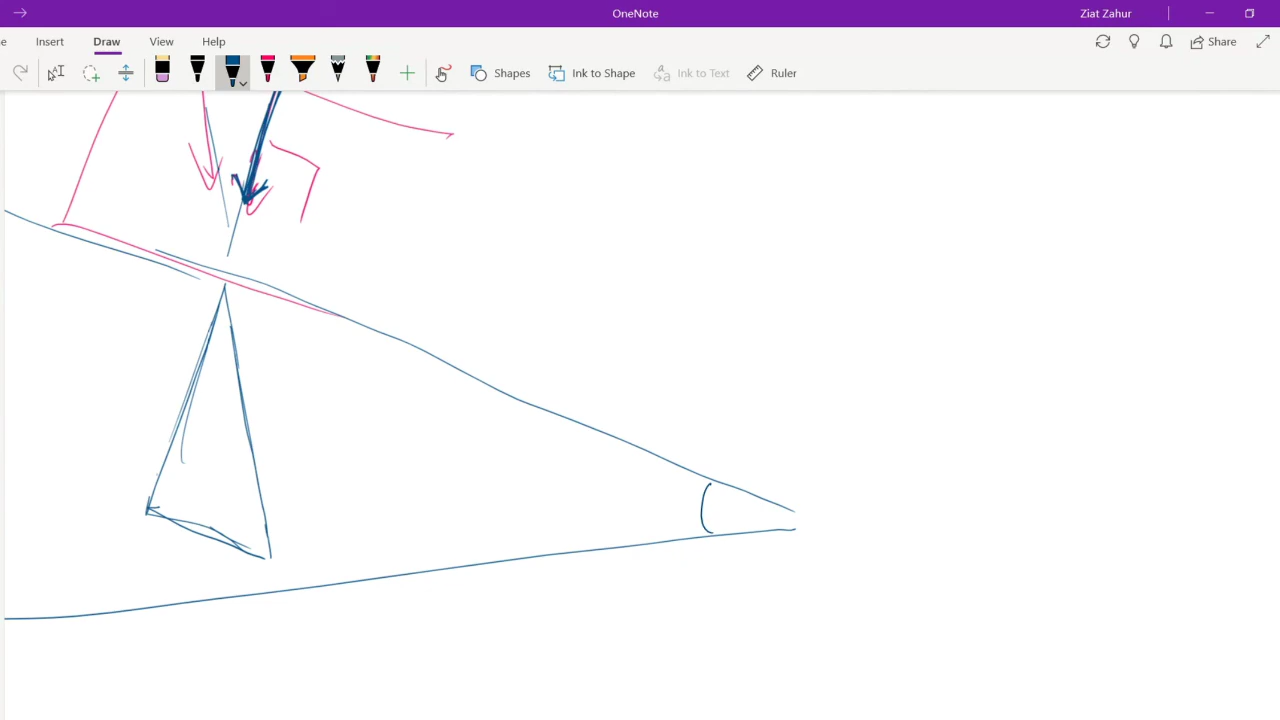 OneNote
Ziat Zahur
Insert Draw View Help
Share
Shapes Ink to Shape Ink to Text Ruler